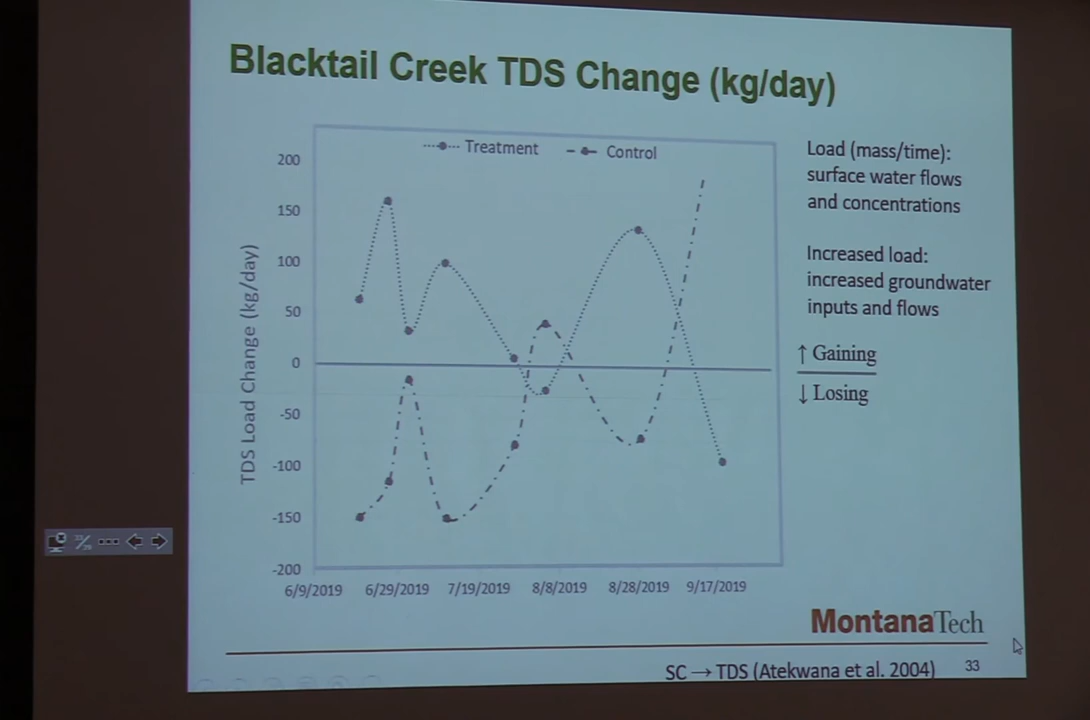 Blacktail Creek TDS Change (kg/day)
Treatment
Control
200
150
100
50
0
-50
-100
-150
-200
TDS Load Change (kg/day)
6/9/2019
6/29/2019
7/19/2019
8/8/2019
8/28/2019
9/17/2019
Load (mass/time):
surface water flows
and concentrations
Increased load:
increased groundwater
inputs and flows
↑ Gaining
↓ Losing
MontanaTech
SC → TDS (Atekwana et al. 2004)
33